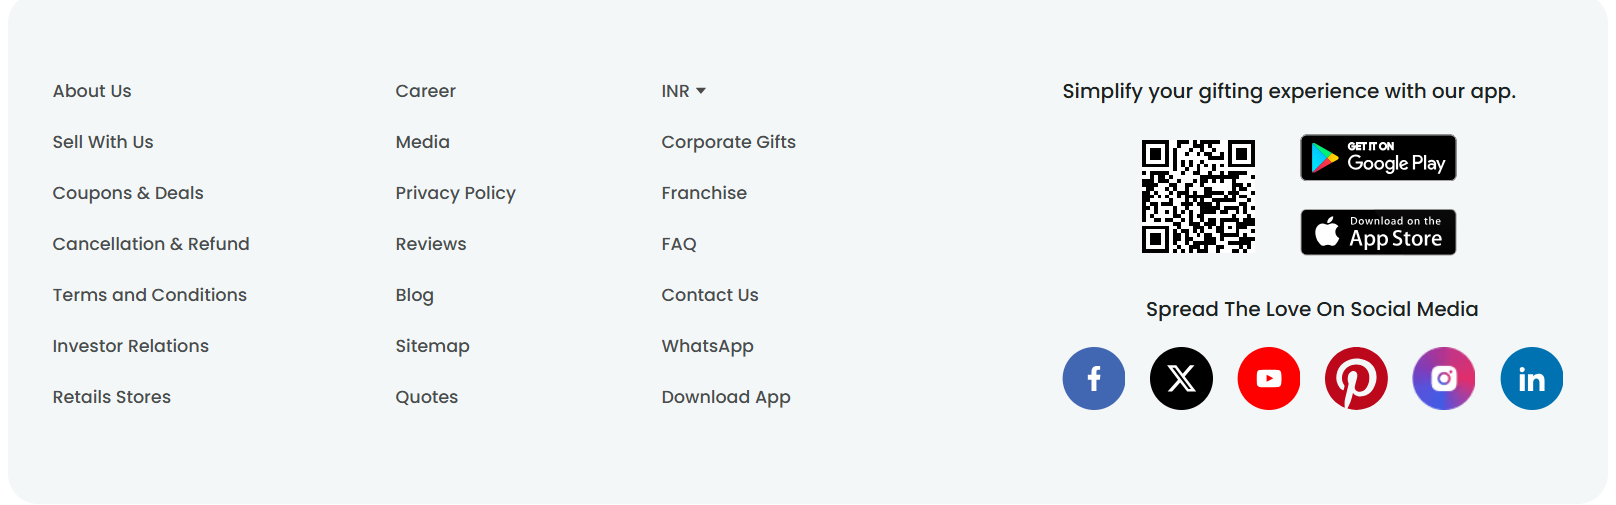 About Us
Sell With Us
Coupons & Deals
Cancellation & Refund
Terms and Conditions
Investor Relations
Retails Stores
Career
Media
Privacy Policy
Reviews
Blog
Sitemap
Quotes
INR
Corporate Gifts
Franchise
FAQ
Contact Us
WhatsApp
Download App
Simplify your gifting experience with our app.
GET IT ON
Google Play
Download on the
App Store
Spread The Love On Social Media